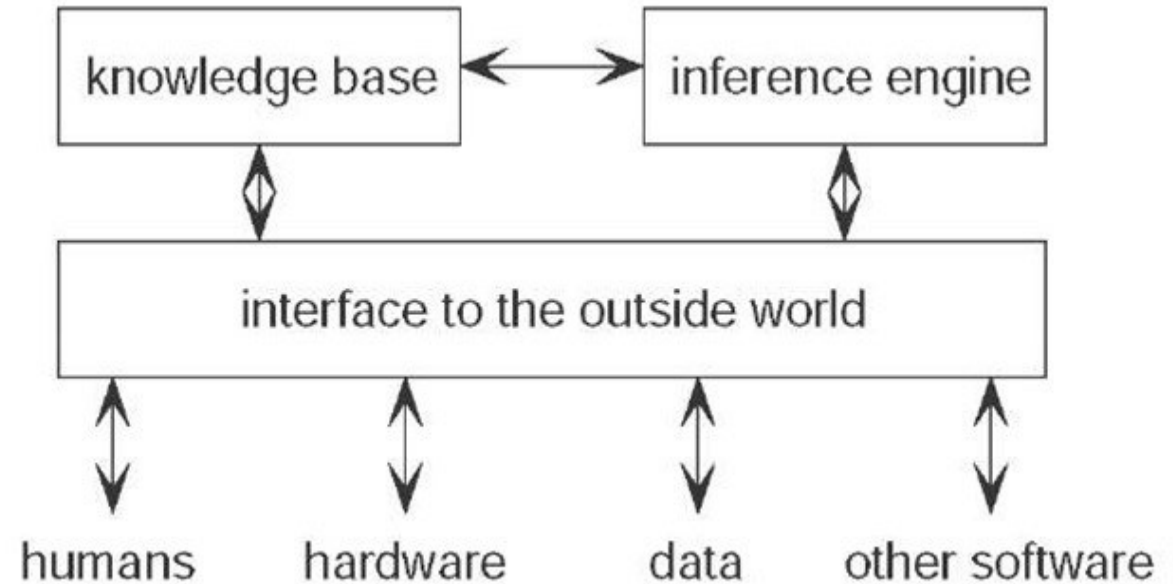 knowledge base
inference engine
interface to the outside world
humans
hardware
data
other software